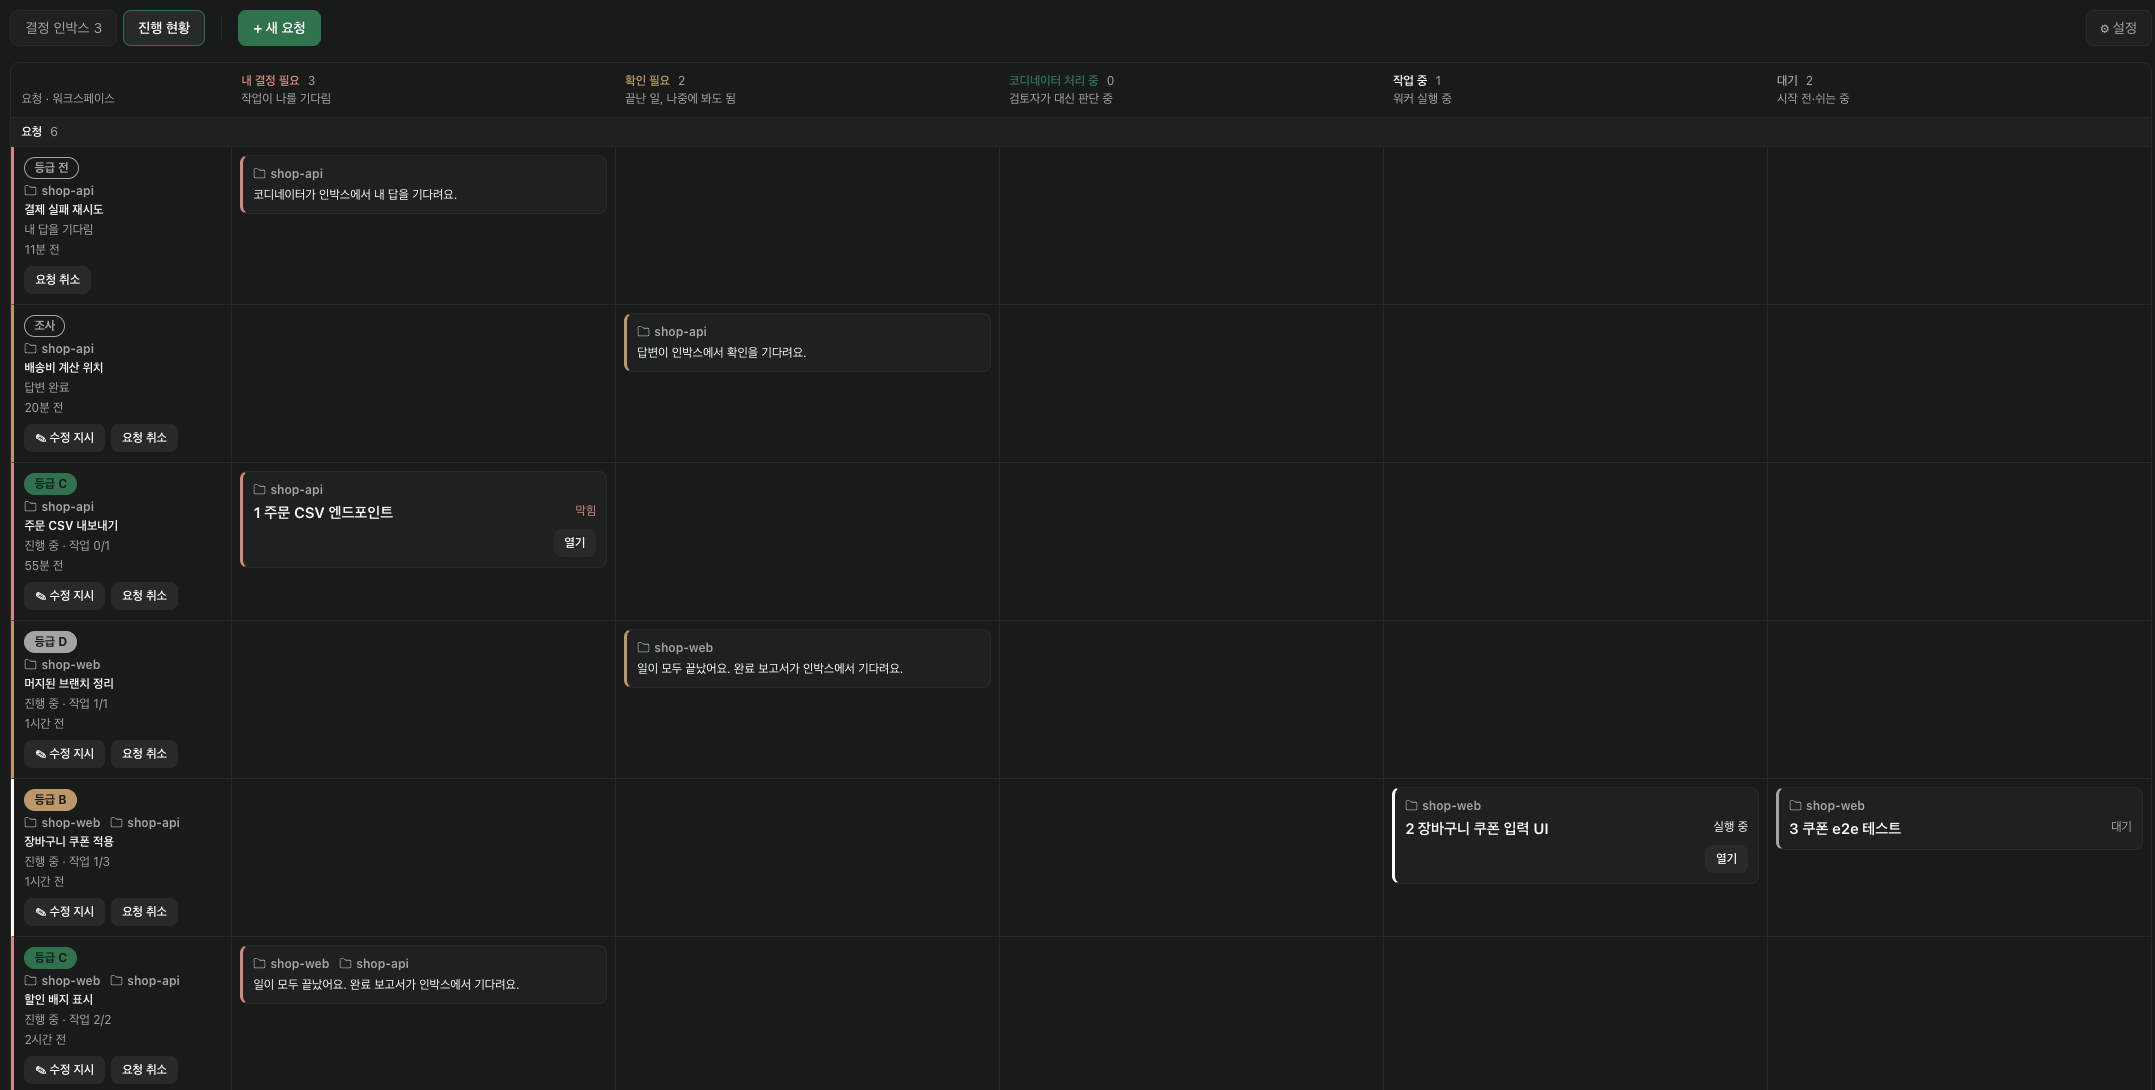 결정 인박스 3
진행 현황
+ 새 요청
⚙ 설정
요청 · 워크스페이스
내 결정 필요 3
작업이 나를 기다림
확인 필요 2
끝난 일, 나중에 봐도 됨
코디네이터 처리 중 0
검토자가 대신 판단 중
작업 중 1
워커 실행 중
대기 2
시작 전·쉬는 중
요청 6
등급 전
shop-api
결제 실패 재시도
내 답을 기다림
11분 전
요청 취소
shop-api
코디네이터가 인박스에서 내 답을 기다려요.
조사
shop-api
배송비 계산 위치
답변 완료
20분 전
✎ 수정 지시
요청 취소
shop-api
답변이 인박스에서 확인을 기다려요.
등급 C
shop-api
주문 CSV 내보내기
진행 중 · 작업 0/1
55분 전
✎ 수정 지시
요청 취소
shop-api
1 주문 CSV 엔드포인트
막힘
열기
등급 D
shop-web
머지된 브랜치 정리
진행 중 · 작업 1/1
1시간 전
✎ 수정 지시
요청 취소
shop-web
일이 모두 끝났어요. 완료 보고서가 인박스에서 기다려요.
등급 B
shop-web shop-api
장바구니 쿠폰 적용
진행 중 · 작업 1/3
1시간 전
✎ 수정 지시
요청 취소
shop-web
2 장바구니 쿠폰 입력 UI
실행 중
열기
shop-web
3 쿠폰 e2e 테스트
대기
등급 C
shop-web shop-api
할인 배지 표시
진행 중 · 작업 2/2
2시간 전
✎ 수정 지시
요청 취소
shop-web shop-api
일이 모두 끝났어요. 완료 보고서가 인박스에서 기다려요.